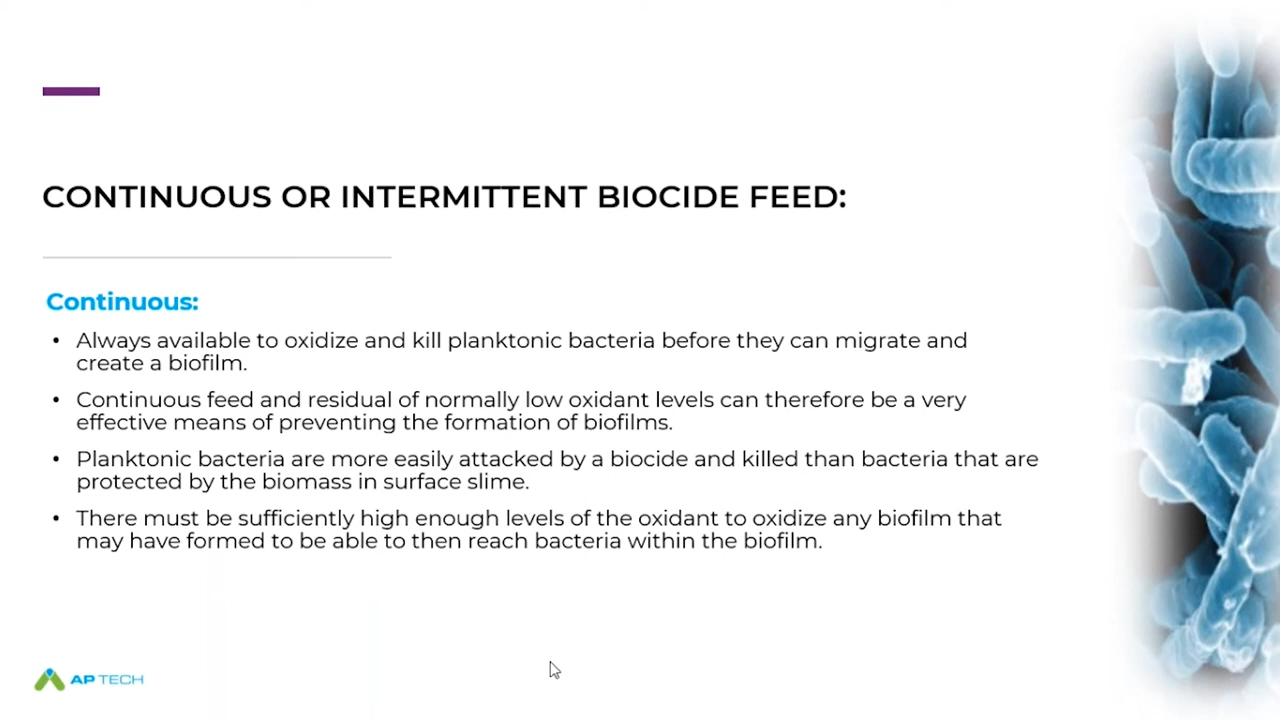 CONTINUOUS OR INTERMITTENT BIOCIDE FEED:
Continuous:
• Always available to oxidize and kill planktonic bacteria before they can migrate and
create a biofilm.
• Continuous feed and residual of normally low oxidant levels can therefore be a very
effective means of preventing the formation of biofilms.
• Planktonic bacteria are more easily attacked by a biocide and killed than bacteria that are
protected by the biomass in surface slime.
• There must be sufficiently high enough levels of the oxidant to oxidize any biofilm that
may have formed to be able to then reach bacteria within the biofilm.
AP TECH